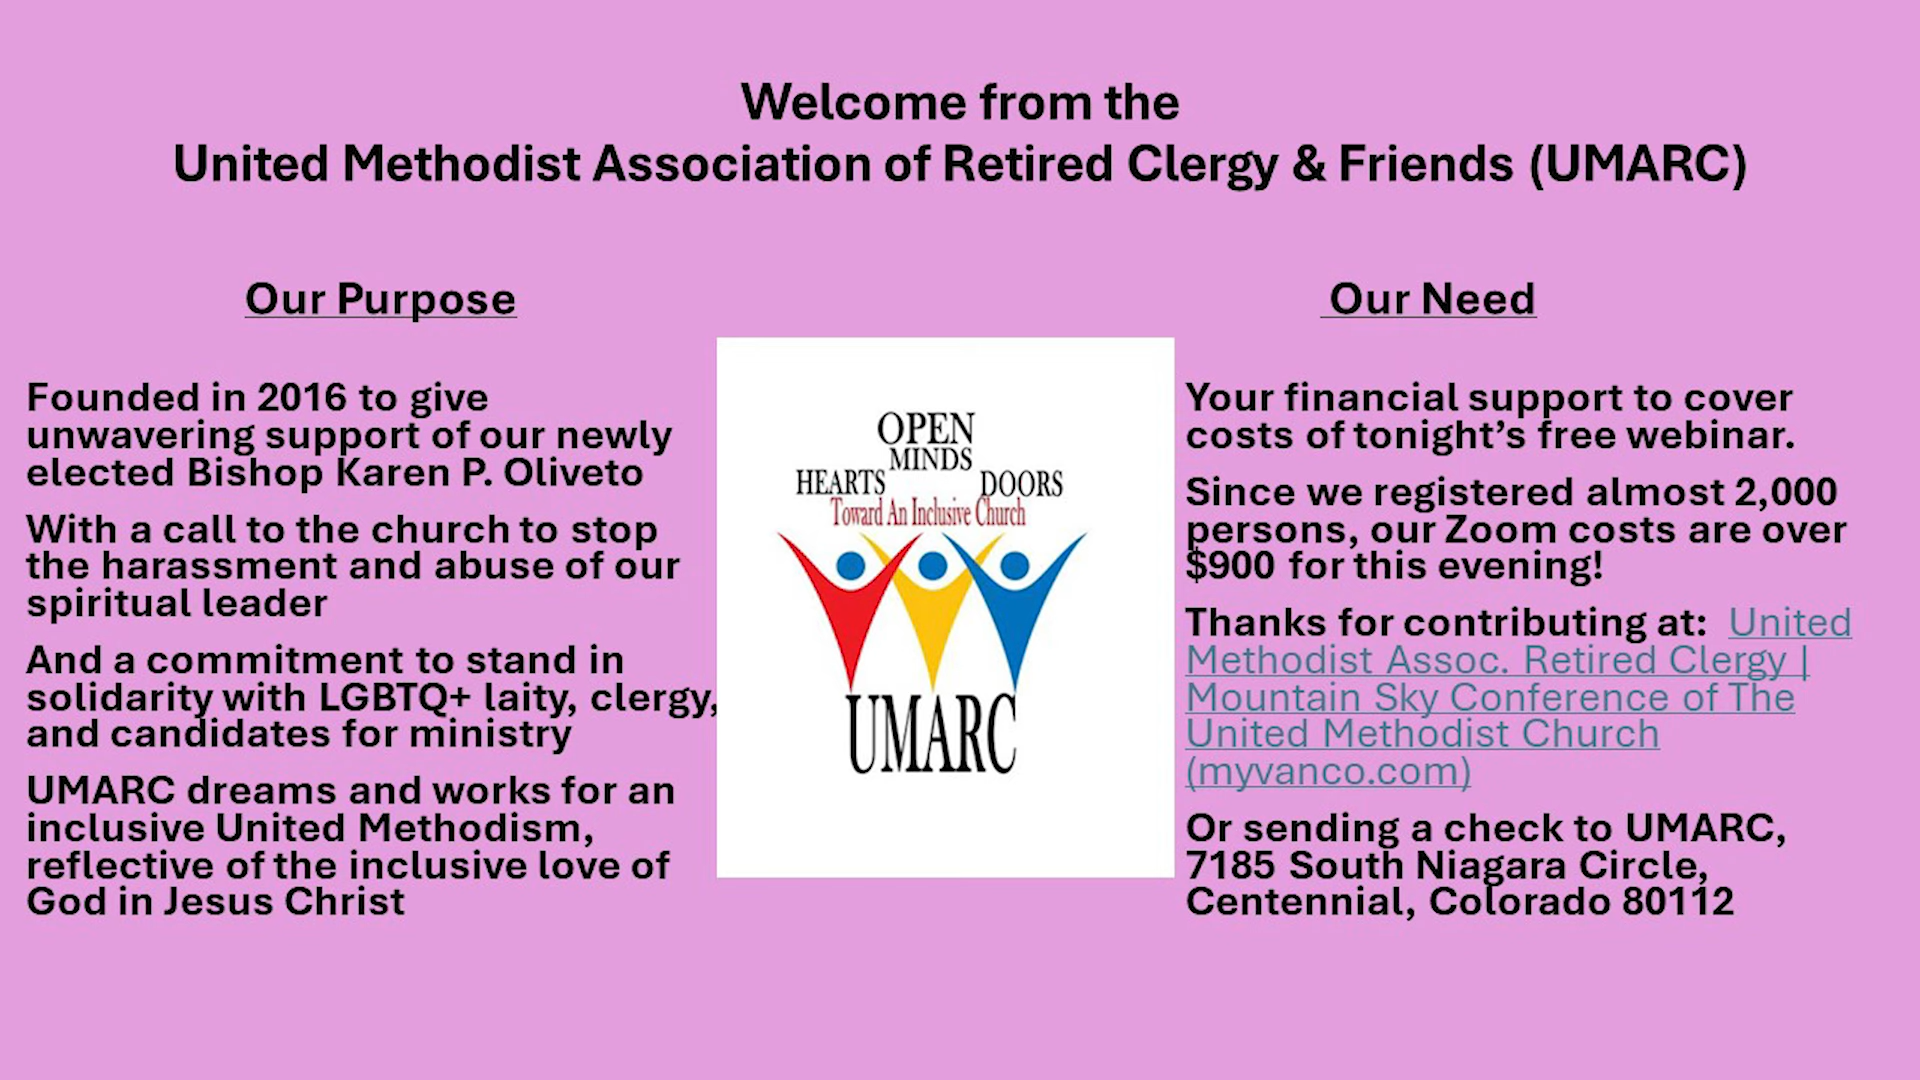 Welcome from the
United Methodist Association of Retired Clergy & Friends (UMARC)
Our Purpose
Founded in 2016 to give
unwavering support of our newly
elected Bishop Karen P. Oliveto
With a call to the church to stop
the harassment and abuse of our
spiritual leader
And a commitment to stand in
solidarity with LGBTQ+ laity, clergy,
and candidates for ministry
UMARC dreams and works for an
inclusive United Methodism,
reflective of the inclusive love of
God in Jesus Christ
OPEN
MINDS
HEARTS DOORS
Toward An Inclusive Church
UMARC
Our Need
Your financial support to cover
costs of tonight’s free webinar.
Since we registered almost 2,000
persons, our Zoom costs are over
$900 for this evening!
Thanks for contributing at: United
Methodist Assoc. Retired Clergy |
Mountain Sky Conference of The
United Methodist Church
(myvanco.com)
Or sending a check to UMARC,
7185 South Niagara Circle,
Centennial, Colorado 80112